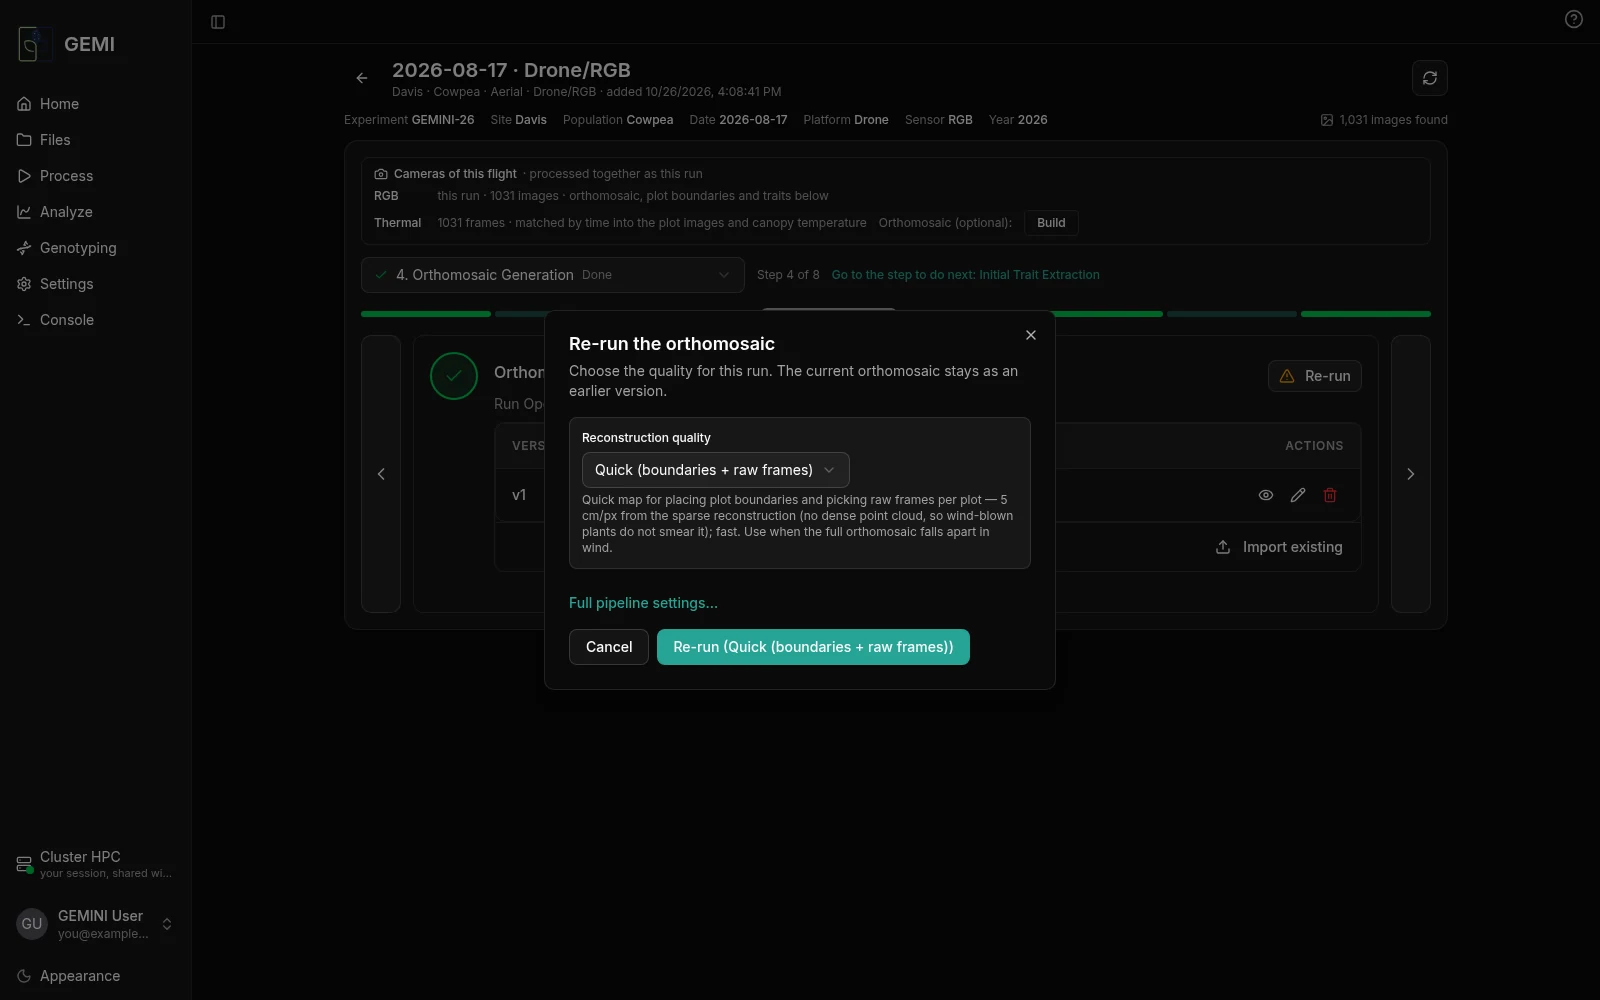 GEMI
Home
Files
Process
Analyze
Genotyping
Settings
Console
Cluster HPC
your session, shared wi...
GU
GEMINI User
you@example...
Appearance
2026-08-17 · Drone/RGB
Davis · Cowpea · Aerial · Drone/RGB · added 10/26/2026, 4:08:41 PM
Experiment GEMINI-26 Site Davis Population Cowpea Date 2026-08-17 Platform Drone Sensor RGB Year 2026
1,031 images found
Cameras of this flight · processed together as this run
RGB this run · 1031 images · orthomosaic, plot boundaries and traits below
Thermal 1031 frames · matched by time into the plot images and canopy temperature Orthomosaic (optional): Build
4. Orthomosaic Generation Done
Step 4 of 8 Go to the step to do next: Initial Trait Extraction
Orthom
Run Op
Re-run
VERS
ACTIONS
v1
Import existing
Re-run the orthomosaic
Choose the quality for this run. The current orthomosaic stays as an
earlier version.
Reconstruction quality
Quick (boundaries + raw frames)
Quick map for placing plot boundaries and picking raw frames per plot — 5
cm/px from the sparse reconstruction (no dense point cloud, so wind-blown
plants do not smear it); fast. Use when the full orthomosaic falls apart in
wind.
Full pipeline settings...
Cancel
Re-run (Quick (boundaries + raw frames))